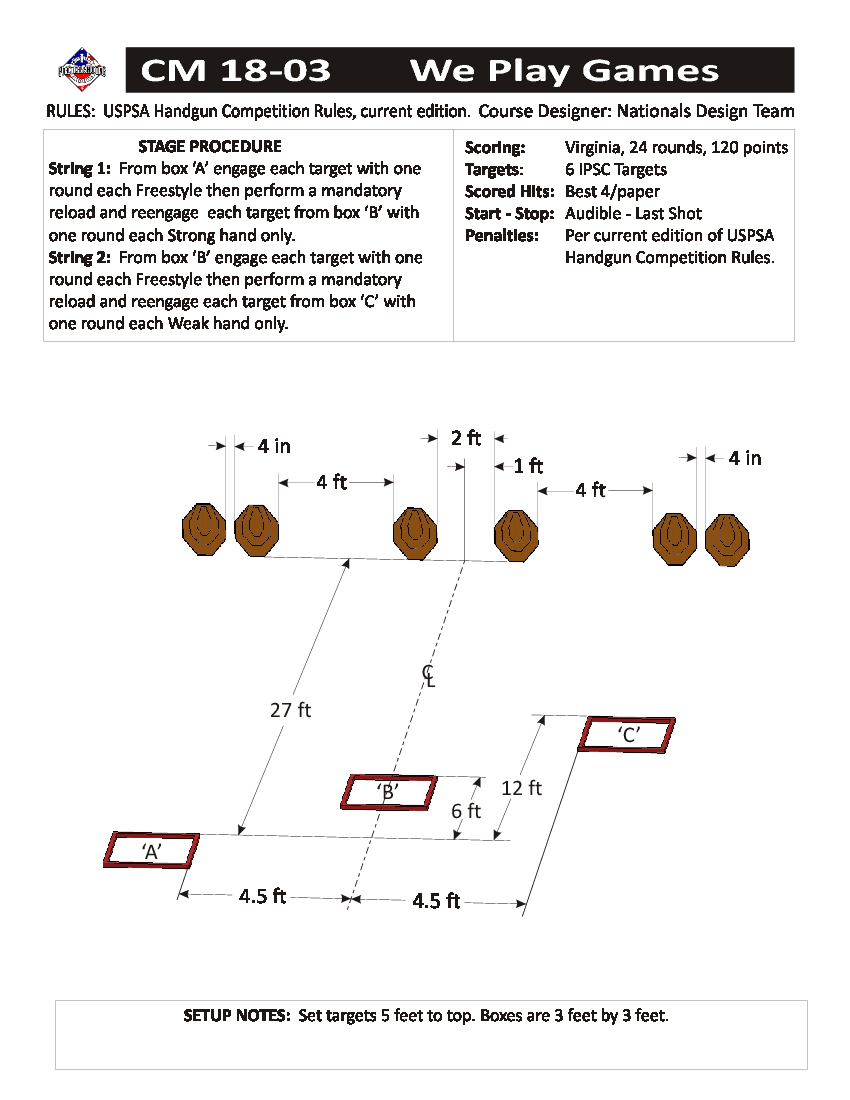 CM 18-03 We Play Games
RULES: USPSA Handgun Competition Rules, current edition. Course Designer: Nationals Design Team
STAGE PROCEDURE
String 1: From box ‘A’ engage each target with one
round each Freestyle then perform a mandatory
reload and reengage each target from box ‘B’ with
one round each Strong hand only.
String 2: From box ‘B’ engage each target with one
round each Freestyle then perform a mandatory
reload and reengage each target from box ‘C’ with
one round each Weak hand only.
Scoring: Virginia, 24 rounds, 120 points
Targets: 6 IPSC Targets
Scored Hits: Best 4/paper
Start - Stop: Audible - Last Shot
Penalties: Per current edition of USPSA
Handgun Competition Rules.
4 in
2 ft
4 in
4 ft
1 ft
4 ft
CL
27 ft
‘C’
‘B’
12 ft
6 ft
‘A’
4.5 ft
4.5 ft
SETUP NOTES: Set targets 5 feet to top. Boxes are 3 feet by 3 feet.